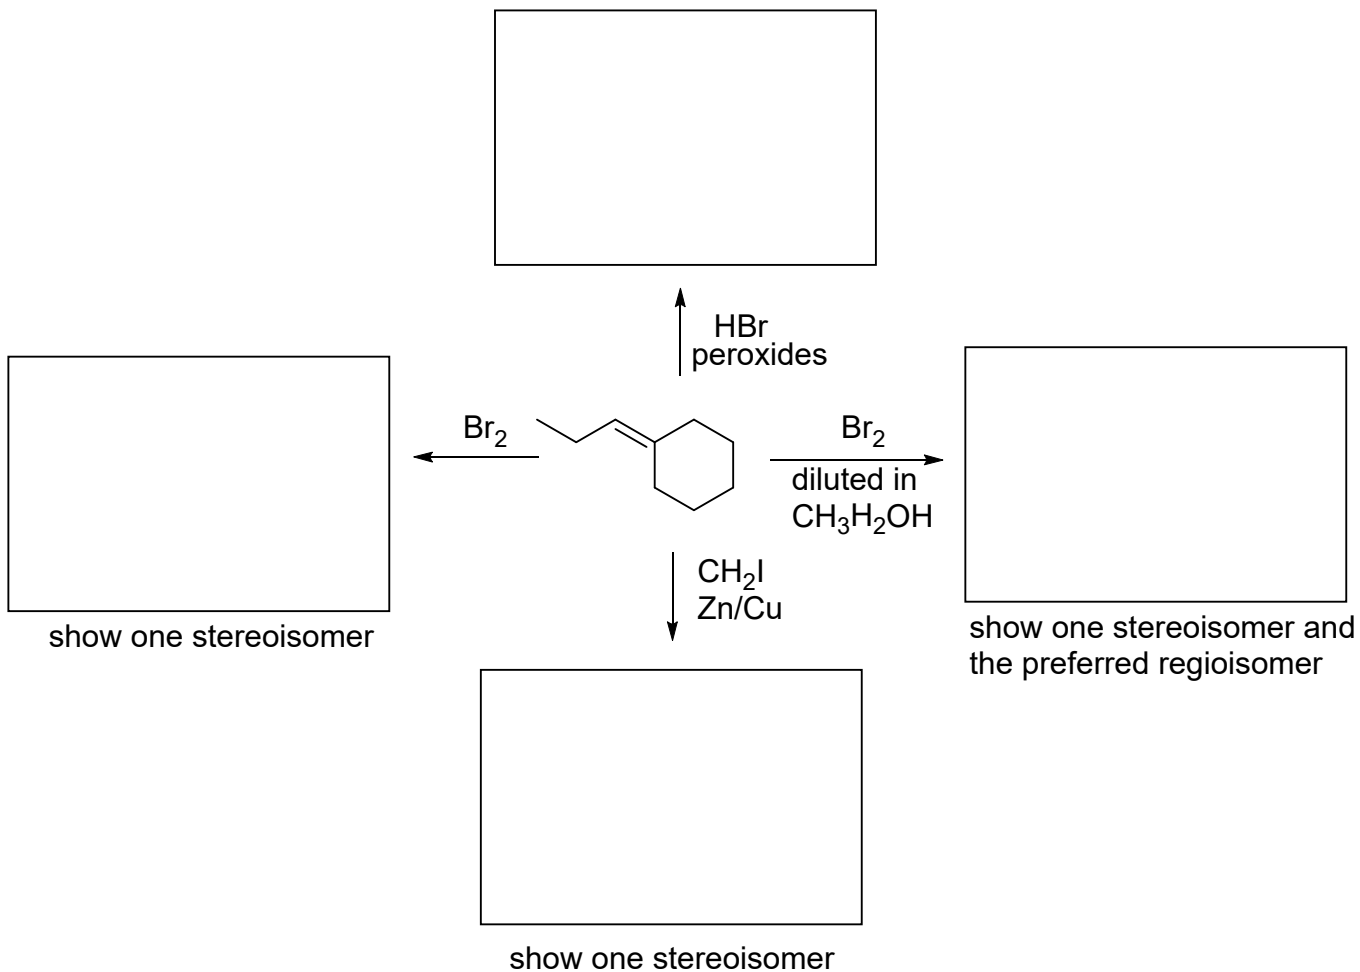 HBr
peroxides
Br2
Br2
diluted in
CH3H2OH
CH2I
Zn/Cu
show one stereoisomer
show one stereoisomer and
the preferred regioisomer
show one stereoisomer